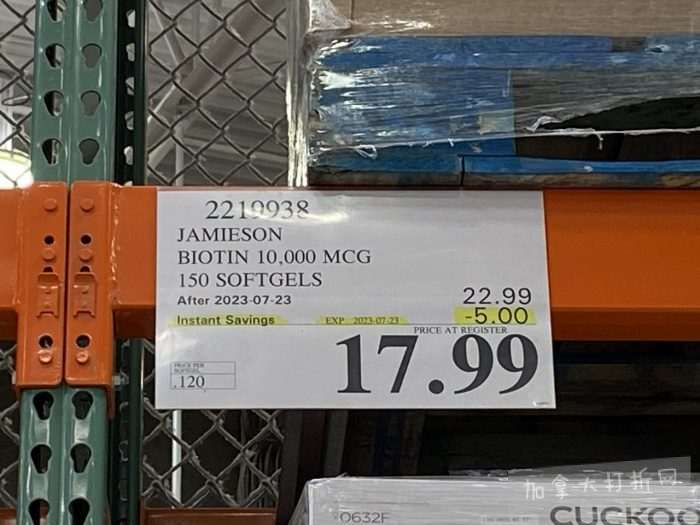 2219938
JAMIESON
BIOTIN 10,000 MCG
150 SOFTGELS
After 2023-07-23 22.99
Instant Savings EXP 2023-07-23 -5.00
PRICE AT REGISTER
17.99
PRICE PER
SOFTGEL
.120
加拿大打折网
0632F
CUCKOO